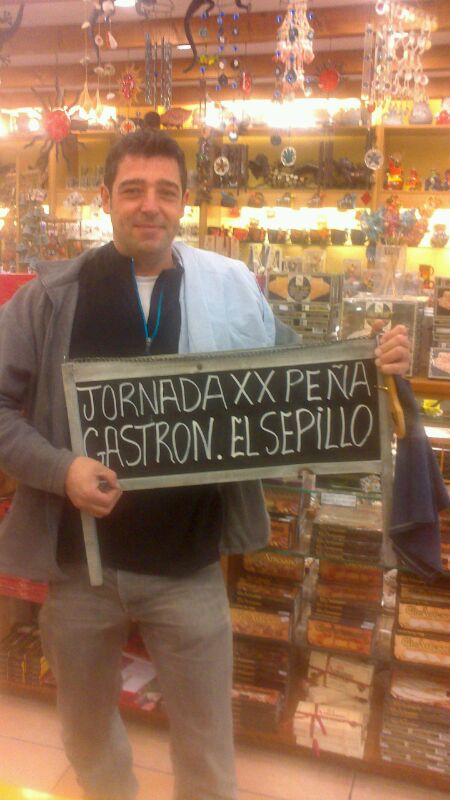 JORNADA XX PEÑA
GASTRON. EL SEPILLO